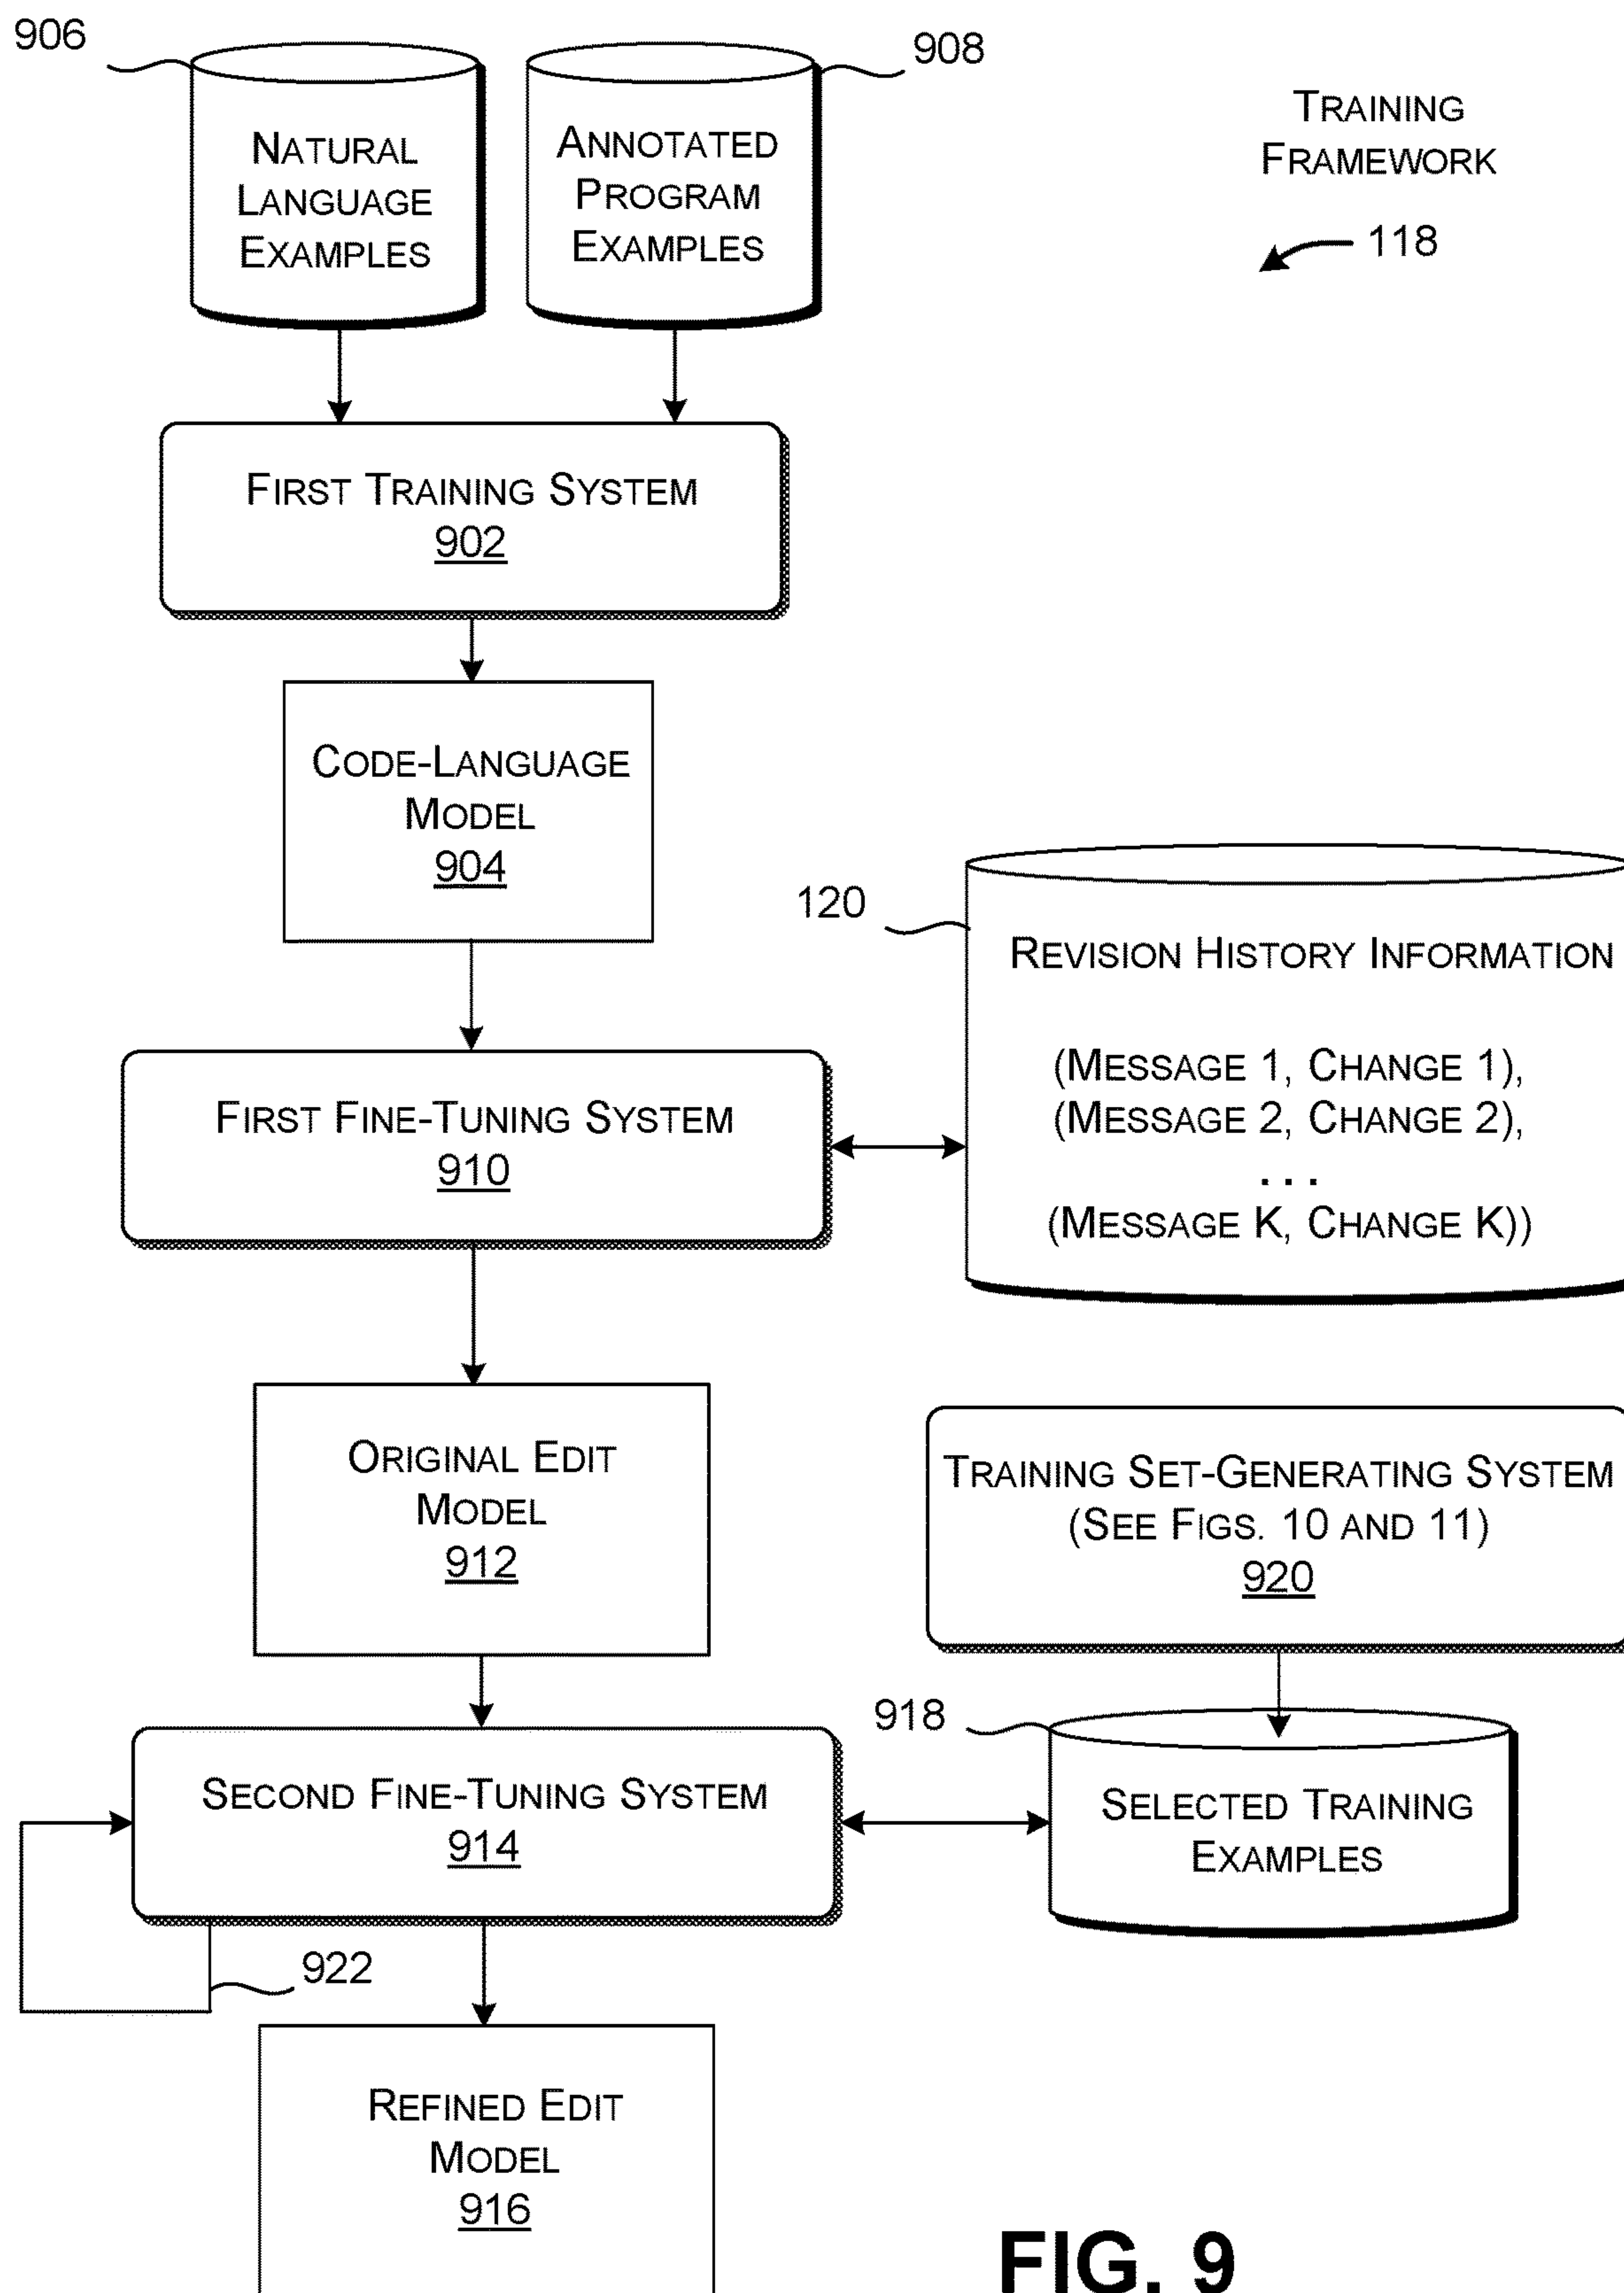 906
908
NATURAL
LANGUAGE
EXAMPLES
ANNOTATED
PROGRAM
EXAMPLES
TRAINING
FRAMEWORK
118
FIRST TRAINING SYSTEM
902
CODE-LANGUAGE
MODEL
904
120
REVISION HISTORY INFORMATION
(MESSAGE 1, CHANGE 1),
(MESSAGE 2, CHANGE 2),
...
(MESSAGE K, CHANGE K))
FIRST FINE-TUNING SYSTEM
910
ORIGINAL EDIT
MODEL
912
TRAINING SET-GENERATING SYSTEM
(SEE FIGS. 10 AND 11)
920
918
SELECTED TRAINING
EXAMPLES
SECOND FINE-TUNING SYSTEM
914
922
REFINED EDIT
MODEL
916
FIG. 9